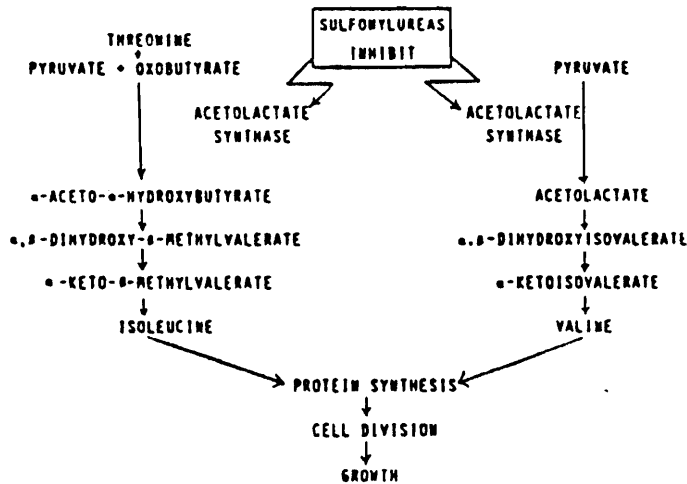 SULFONYLUREAS
INHIBIT
THREONINE
PYRUVATE + OXOBUTYRATE
PYRUVATE
ACETOLACTATE
SYNTHASE
ACETOLACTATE
SYNTHASE
α-ACETO-α-HYDROXYBUTYRATE
ACETOLACTATE
α,β-DIHYDROXY-β-METHYLVALERATE
α,β-DIHYDROXYISOVALERATE
α-KETO-β-METHYLVALERATE
α-KETOISOVALERATE
ISOLEUCINE
VALINE
PROTEIN SYNTHESIS
CELL DIVISION
GROWTH